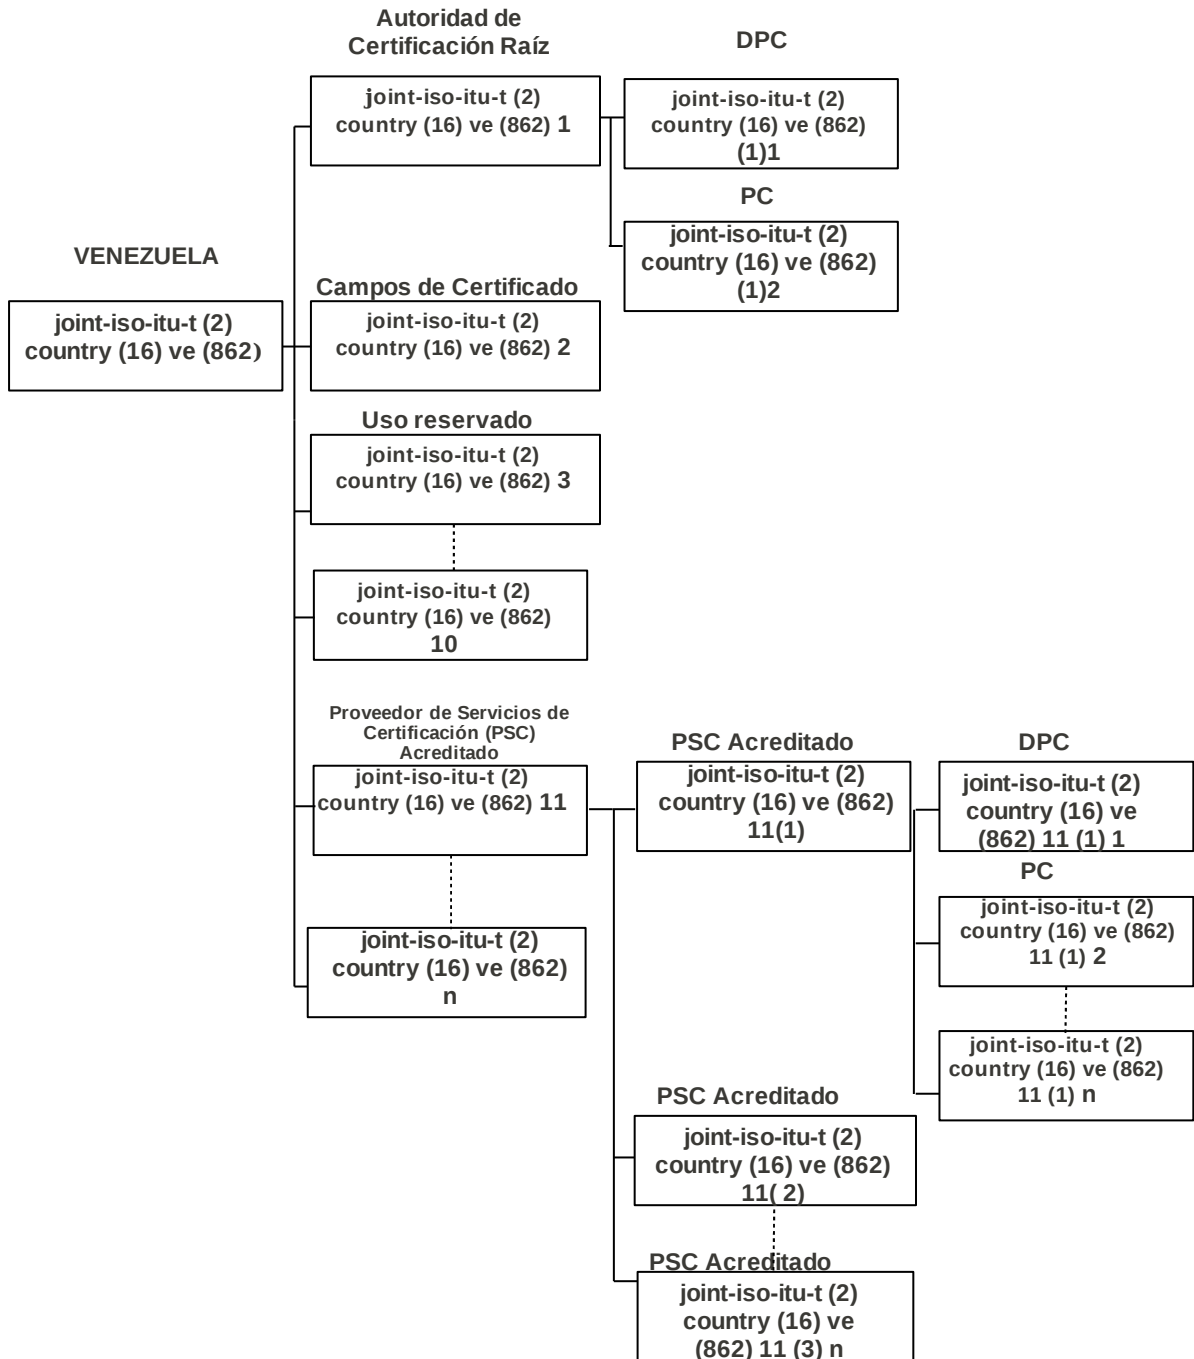 Autoridad de
Certificación Raíz
DPC
joint-iso-itu-t (2)
country (16) ve (862) 1
joint-iso-itu-t (2)
country (16) ve (862)
(1)1
PC
joint-iso-itu-t (2)
country (16) ve (862)
(1)2
VENEZUELA
joint-iso-itu-t (2)
country (16) ve (862)
Campos de Certificado
joint-iso-itu-t (2)
country (16) ve (862) 2
Uso reservado
joint-iso-itu-t (2)
country (16) ve (862) 3
joint-iso-itu-t (2)
country (16) ve (862)
10
Proveedor de Servicios de
Certificación (PSC)
Acreditado
joint-iso-itu-t (2)
country (16) ve (862) 11
PSC Acreditado
joint-iso-itu-t (2)
country (16) ve (862)
11(1)
DPC
joint-iso-itu-t (2)
country (16) ve
(862) 11 (1) 1
PC
joint-iso-itu-t (2)
country (16) ve (862)
11 (1) 2
joint-iso-itu-t (2)
country (16) ve (862)
n
joint-iso-itu-t (2)
country (16) ve (862)
11 (1) n
PSC Acreditado
joint-iso-itu-t (2)
country (16) ve (862)
11( 2)
PSC Acreditado
joint-iso-itu-t (2)
country (16) ve
(862) 11 (3) n